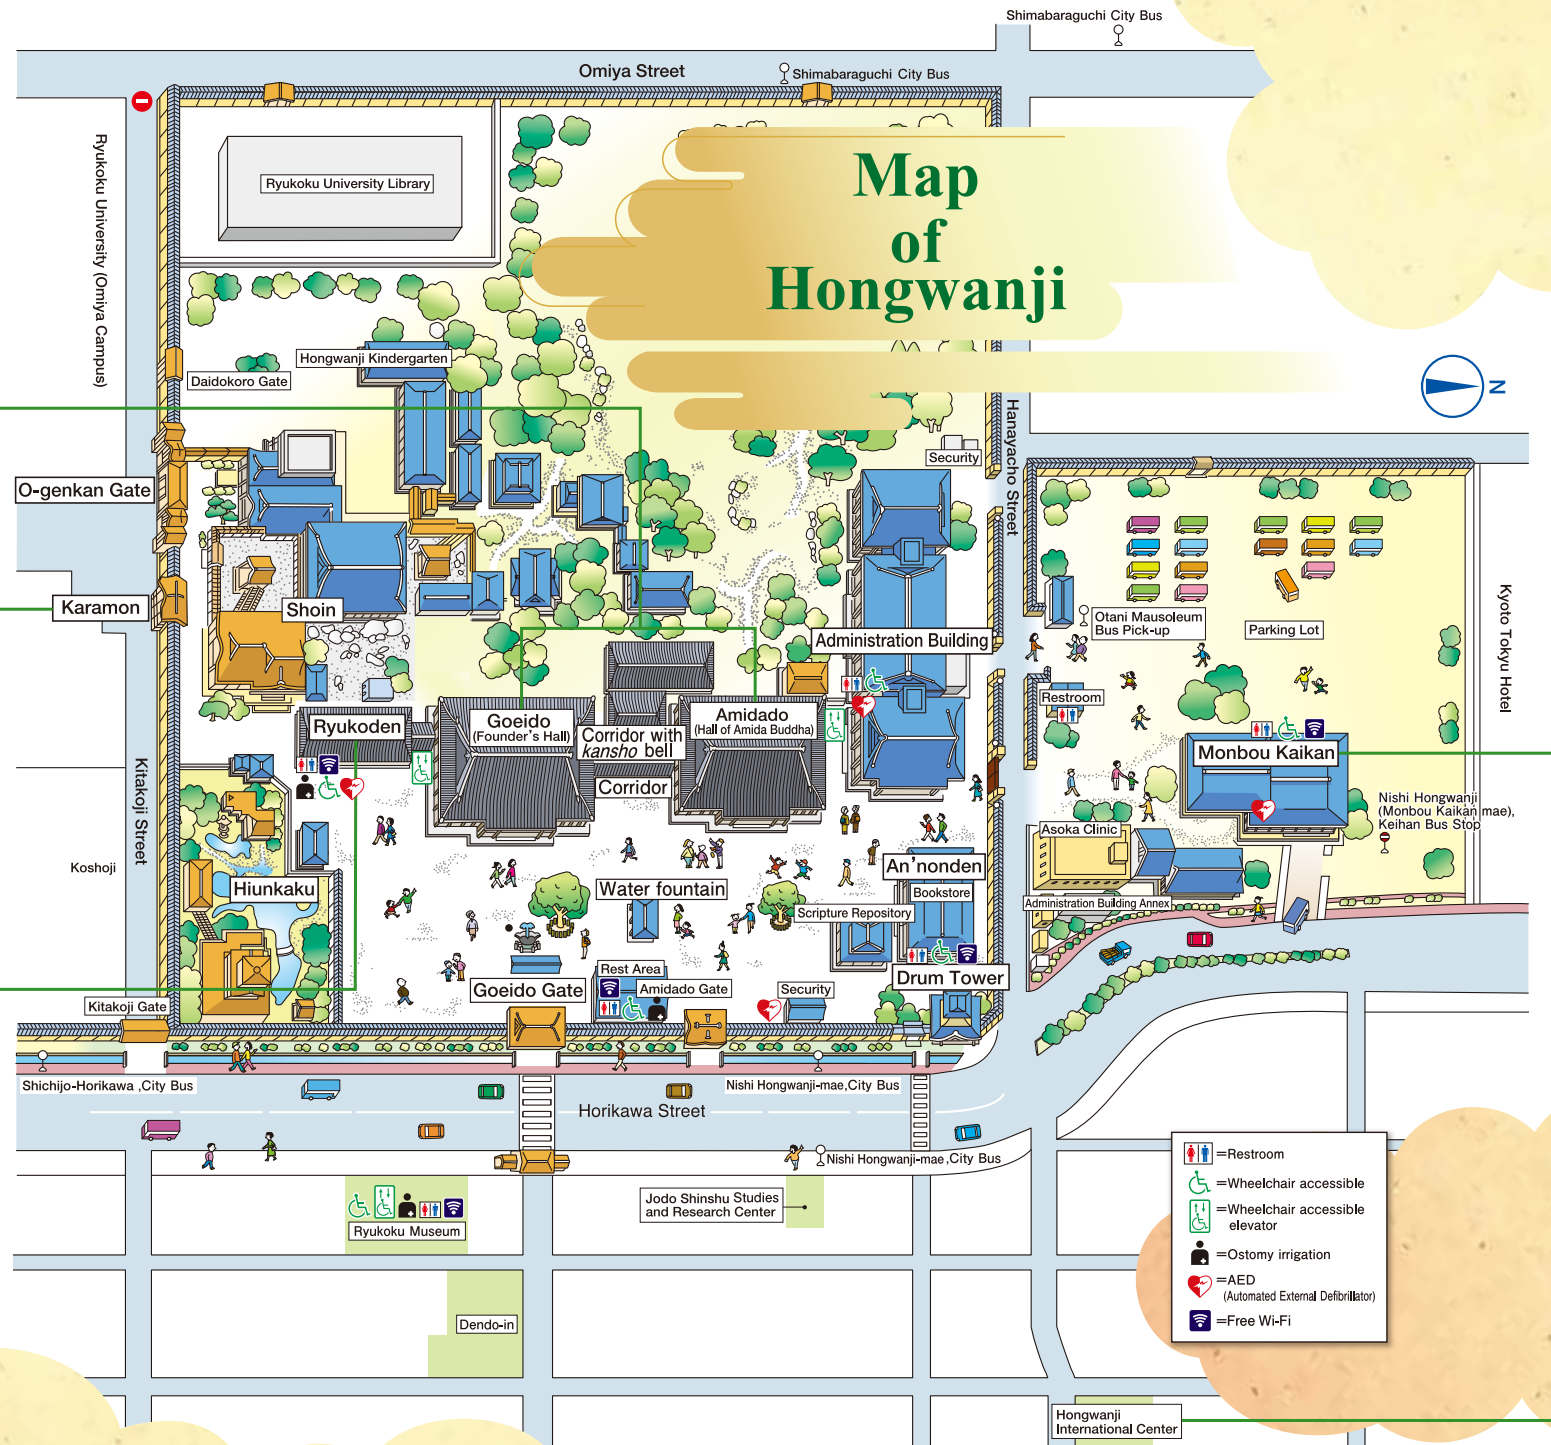 Shimabaraguchi City Bus
Omiya Street
Shimabaraguchi City Bus
Map
of
Hongwanji
Ryukoku University Library
Ryukoku University (Omiya Campus)
Hongwanji Kindergarten
Daidokoro Gate
N
Hanayacho Street
Security
O-genkan Gate
Karamon
Shoin
Otani Mausoleum
Bus Pick-up
Parking Lot
Kyoto Tokyu Hotel
Administration Building
Restroom
Ryukoden
Goeido
(Founder's Hall)
Corridor with
kansho bell
Amidado
(Hall of Amida Buddha)
Monbou Kaikan
Corridor
Kitakoji Street
Nishi Hongwanji
(Monbou Kaikan mae),
Keihan Bus Stop
Asoka Clinic
Koshoji
Hiunkaku
Water fountain
An'nonden
Bookstore
Scripture Repository
Administration Building Annex
Rest Area
Drum Tower
Goeido Gate
Amidado Gate
Security
Kitakoji Gate
Shichijo-Horikawa ,City Bus
Nishi Hongwanji-mae,City Bus
Horikawa Street
Nishi Hongwanji-mae ,City Bus
=Restroom
=Wheelchair accessible
=Wheelchair accessible
elevator
=Ostomy irrigation
=AED
(Automated External Defibrillator)
=Free Wi-Fi
Jodo Shinshu Studies
and Research Center
Ryukoku Museum
Dendo-in
Hongwanji
International Center